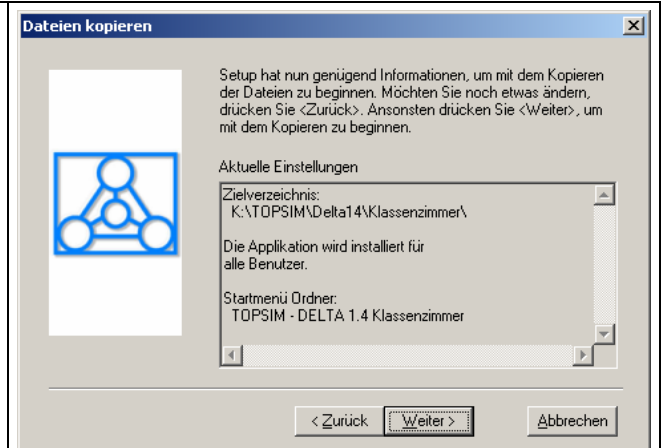 Dateien kopieren
Setup hat nun genügend Informationen, um mit dem Kopieren
der Dateien zu beginnen. Möchten Sie noch etwas ändern,
drücken Sie <Zurück>. Ansonsten drücken Sie <Weiter>, um
mit dem Kopieren zu beginnen.
Aktuelle Einstellungen
Zielverzeichnis:
K:\TOPSIM\Delta14\Klassenzimmer\
Die Applikation wird installiert für
alle Benutzer.
Startmenü Ordner:
TOPSIM - DELTA 1.4 Klassenzimmer
< Zurück Weiter > Abbrechen